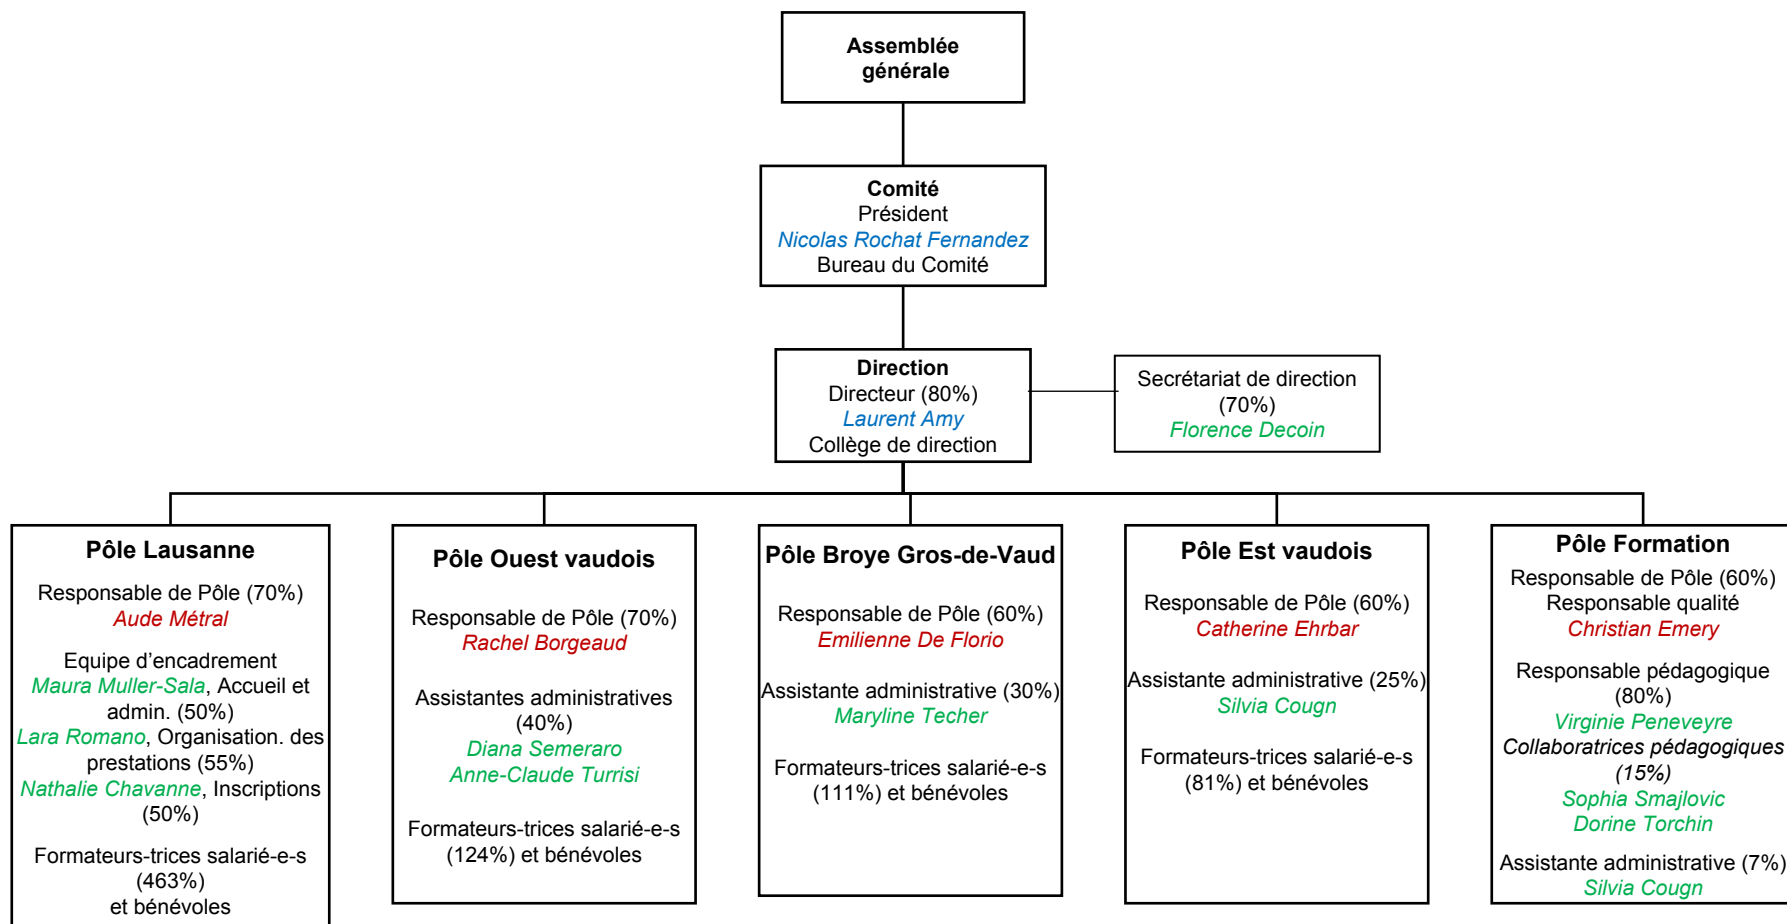 Assemblée
générale
Comité
Président
Nicolas Rochat Fernandez
Bureau du Comité
Direction
Directeur (80%)
Laurent Amy
Collège de direction
Secrétariat de direction
(70%)
Florence Decoin
Pôle Lausanne
Responsable de Pôle (70%)
Aude Métral
Equipe d’encadrement
Maura Muller-Sala, Accueil et
admin. (50%)
Lara Romano, Organisation. des
prestations (55%)
Nathalie Chavanne, Inscriptions
(50%)
Formateurs-trices salarié-e-s
(463%)
et bénévoles
Pôle Ouest vaudois
Responsable de Pôle (70%)
Rachel Borgeaud
Assistantes administratives
(40%)
Diana Semeraro
Anne-Claude Turrisi
Formateurs-trices salarié-e-s
(124%) et bénévoles
Pôle Broye Gros-de-Vaud
Responsable de Pôle (60%)
Emilienne De Florio
Assistante administrative (30%)
Maryline Techer
Formateurs-trices salarié-e-s
(111%) et bénévoles
Pôle Est vaudois
Responsable de Pôle (60%)
Catherine Ehrbar
Assistante administrative (25%)
Silvia Cougn
Formateurs-trices salarié-e-s
(81%) et bénévoles
Pôle Formation
Responsable de Pôle (60%)
Responsable qualité
Christian Emery
Responsable pédagogique
(80%)
Virginie Peneveyre
Collaboratrices pédagogiques
(15%)
Sophia Smajlovic
Dorine Torchin
Assistante administrative (7%)
Silvia Cougn